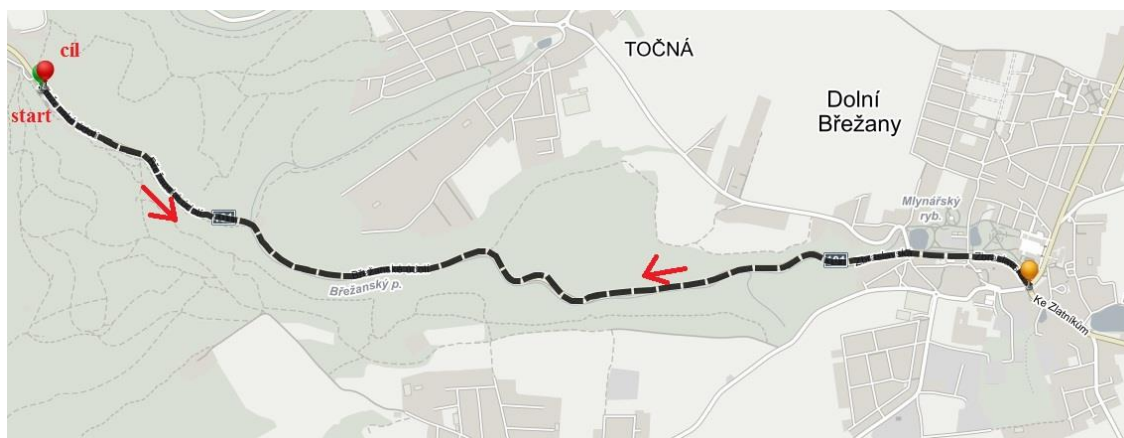 cíl
start
TOČNÁ
Dolní
Břežany
Mlynářský
ryb.
Břežanský p.
Ke Zlatníkům